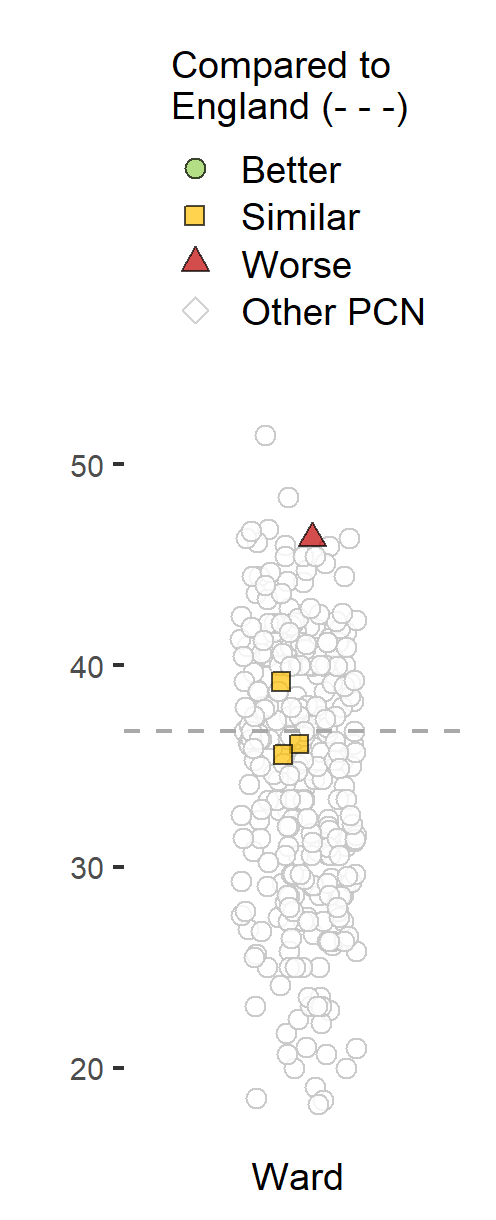 Compared to
England (- - -)
Better
Similar
Worse
Other PCN
50
40
30
20
Ward